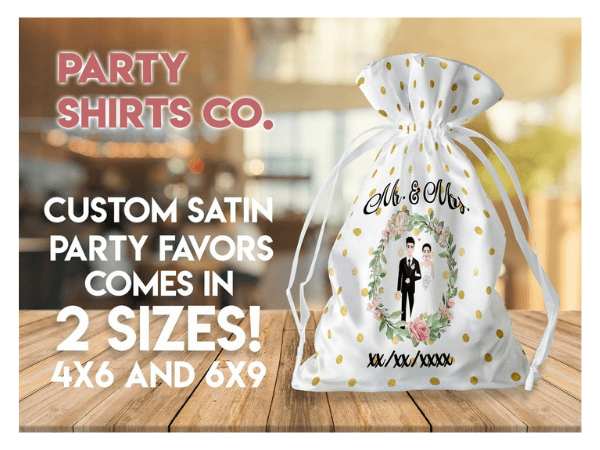 PARTY
SHIRTS CO.
CUSTOM SATIN
PARTY FAVORS
COMES IN
2 SIZES!
4X6 AND 6X9
Mr. & Mrs.
xx/xx/xxxx